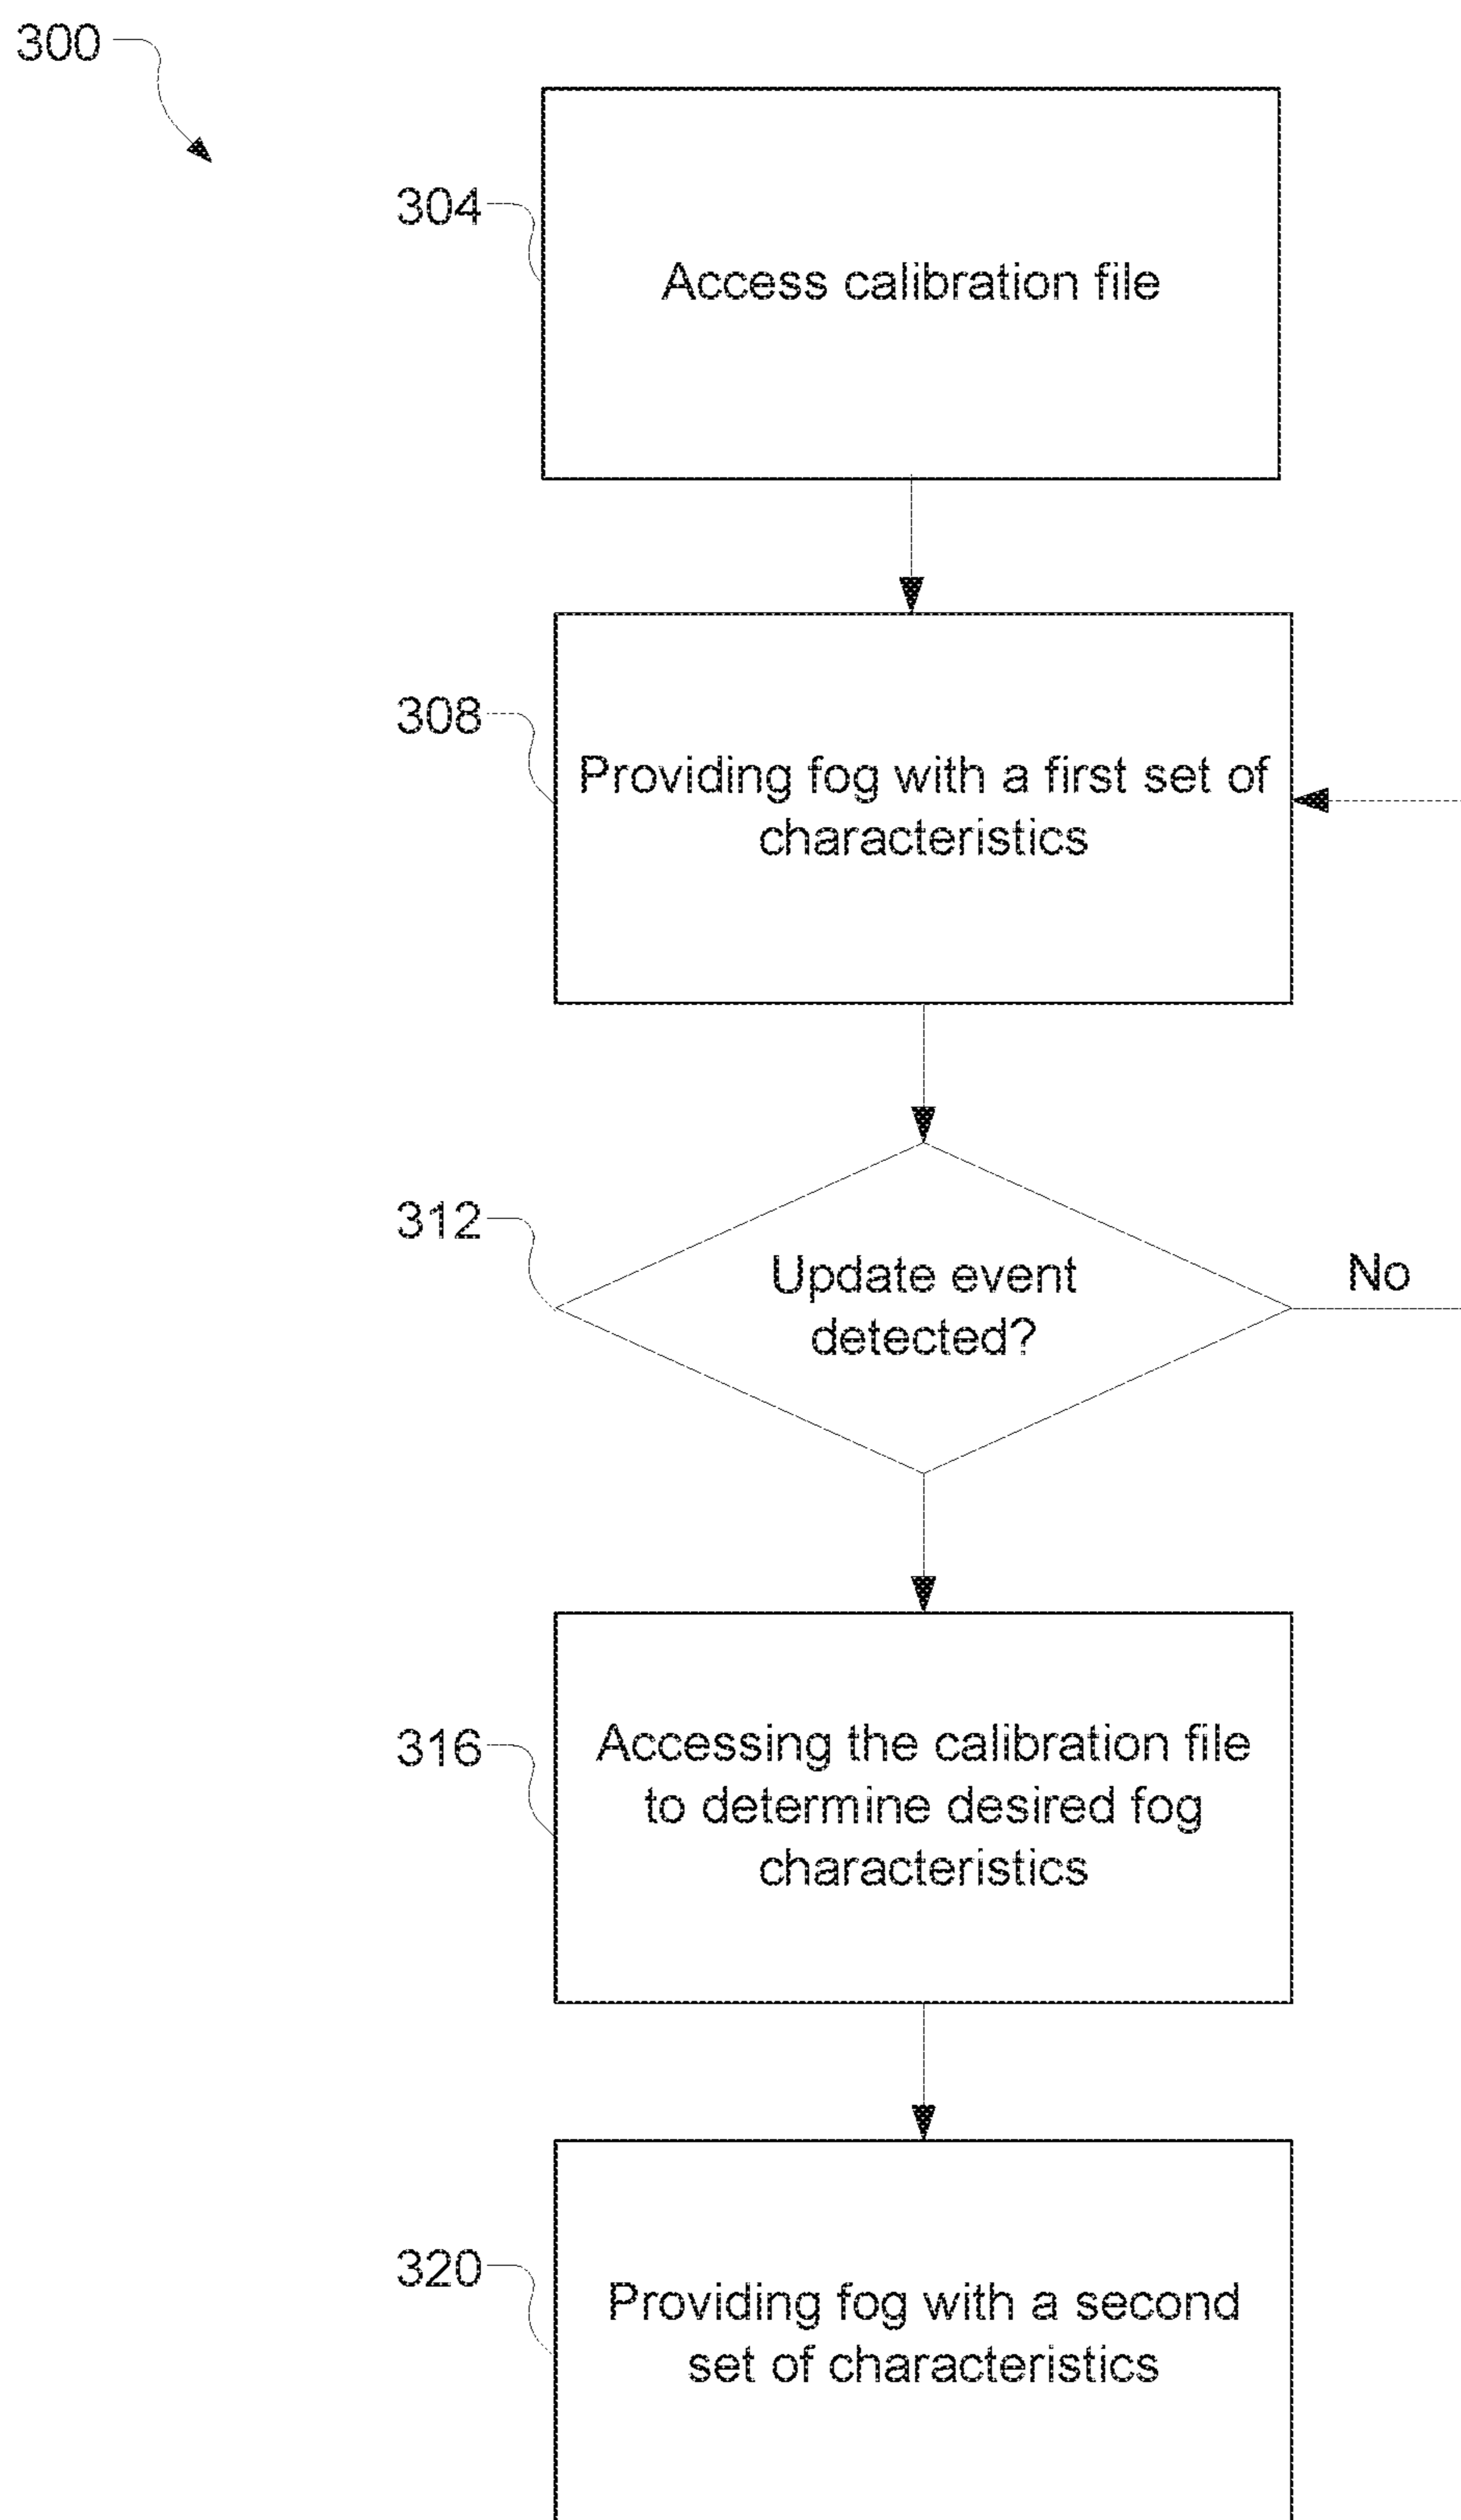 300
304
Access calibration file
308
Providing fog with a first set of
characteristics
312
Update event
detected?
No
316
Accessing the calibration file
to determine desired fog
characteristics
320
Providing fog with a second
set of characteristics